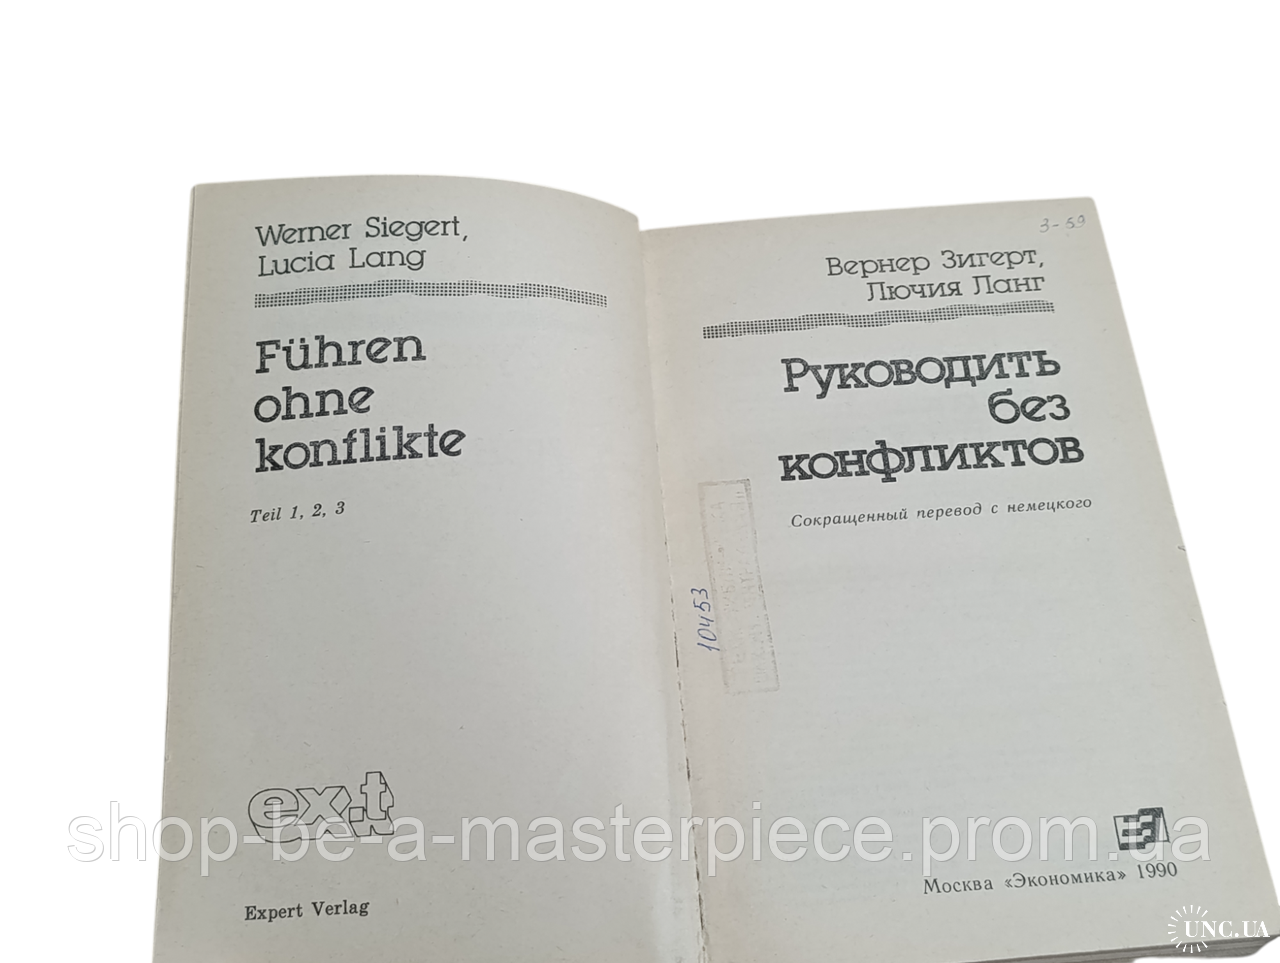 Werner Siegert,
Lucia Lang
Führen
ohne
konflikte
Teil 1, 2, 3
Expert Verlag
3-59
Вернер Зигерт,
Лючия Ланг
Руководить
без
конфликтов
Сокращенный перевод с немецкого
10453
Москва «Экономика» 1990
shop-be-a-masterpiece.prom.ua
UNC.UA